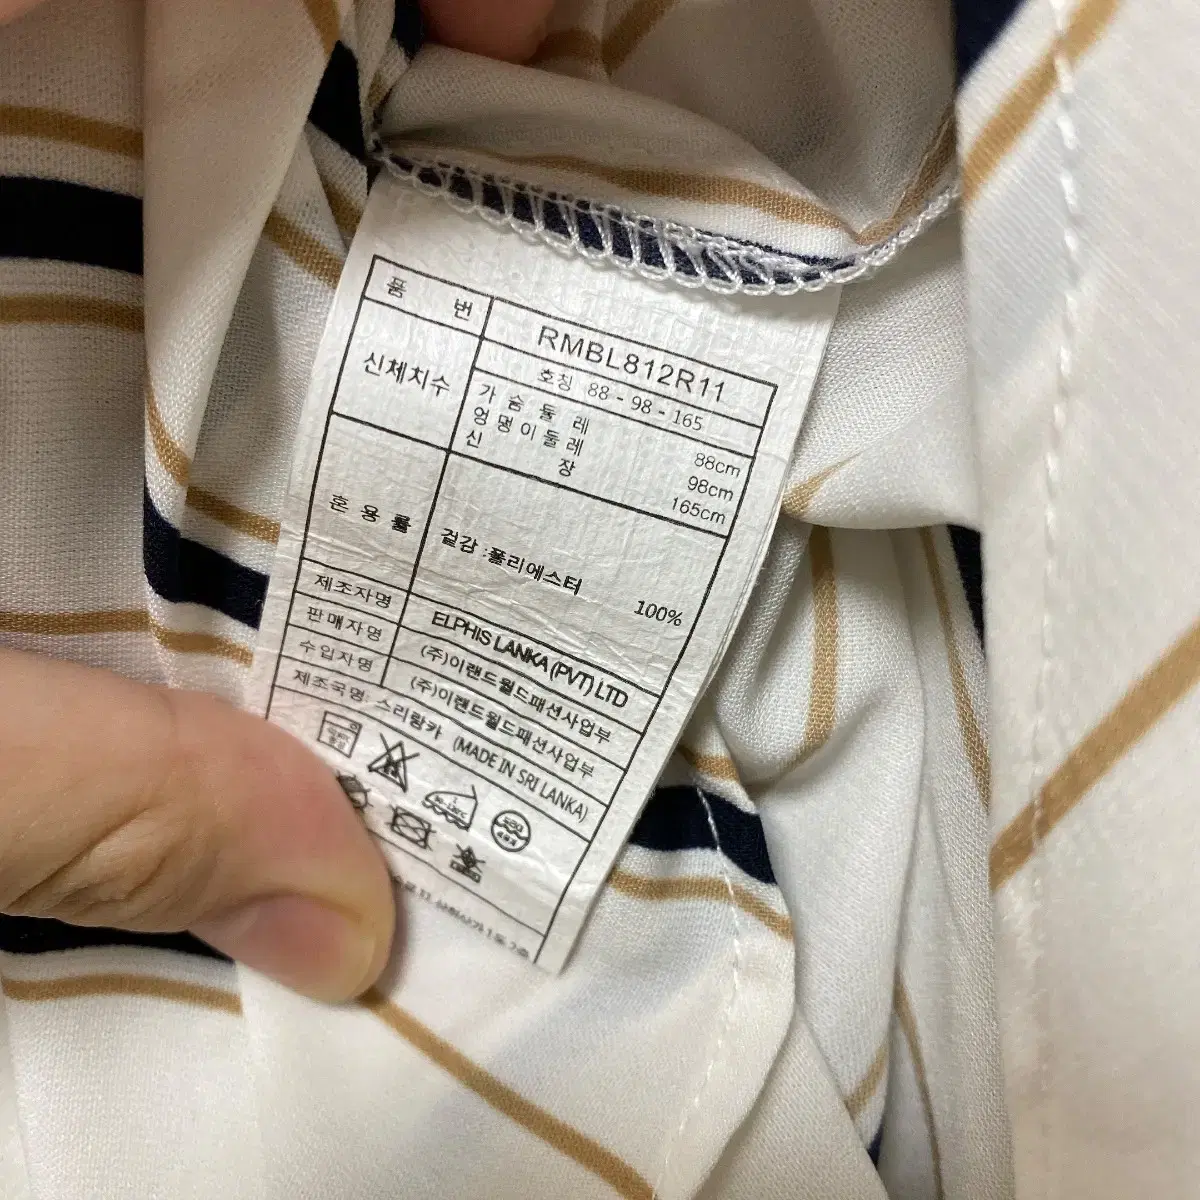 품 번 RMBL812R11
신체치수 호칭 88 - 98 - 165
가슴둘레 88cm
엉덩이둘레 98cm
신 장 165cm
혼용률 겉감 :폴리에스터 100%
제조자명 ELPHIS LANKA (PVT) LTD
판매자명 (주)이랜드월드패션사업부
수입자명 (주)이랜드월드패션사업부
제조국명: 스리랑카 (MADE IN SRI LANKA)